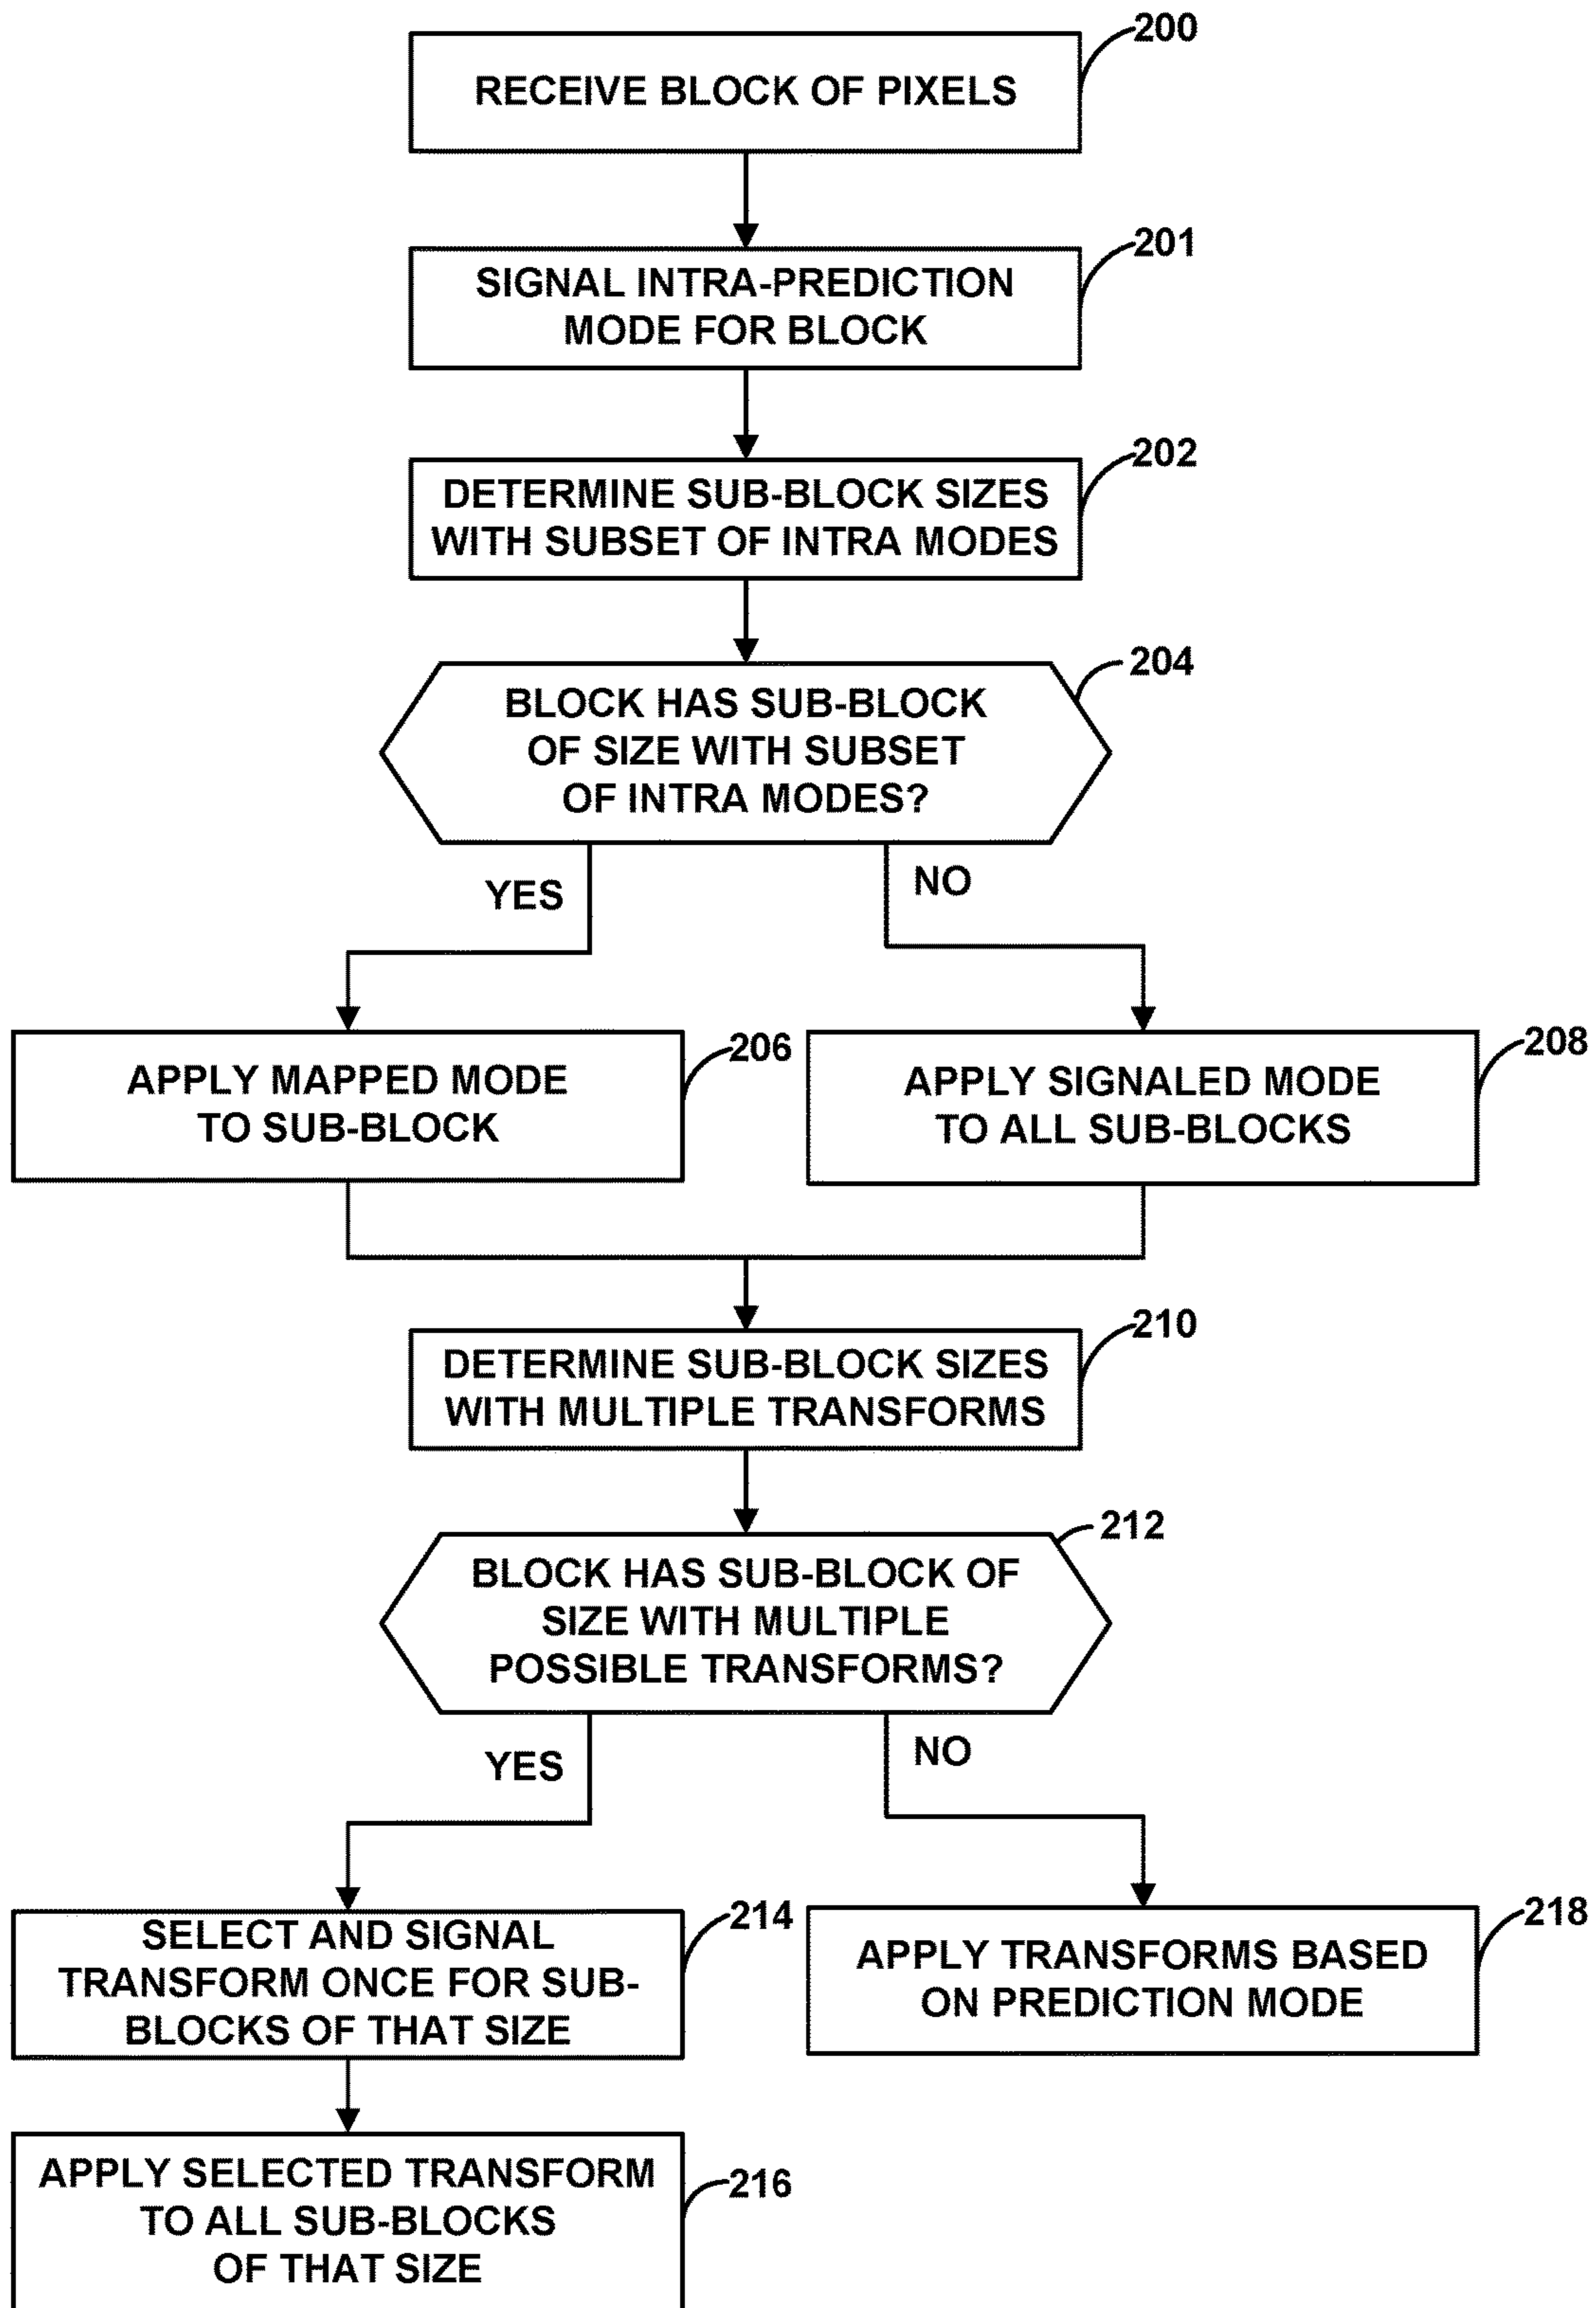 200
RECEIVE BLOCK OF PIXELS
201
SIGNAL INTRA-PREDICTION
MODE FOR BLOCK
202
DETERMINE SUB-BLOCK SIZES
WITH SUBSET OF INTRA MODES
204
BLOCK HAS SUB-BLOCK
OF SIZE WITH SUBSET
OF INTRA MODES?
YES
NO
206
APPLY MAPPED MODE
TO SUB-BLOCK
208
APPLY SIGNALED MODE
TO ALL SUB-BLOCKS
210
DETERMINE SUB-BLOCK SIZES
WITH MULTIPLE TRANSFORMS
212
BLOCK HAS SUB-BLOCK OF
SIZE WITH MULTIPLE
POSSIBLE TRANSFORMS?
YES
NO
214
SELECT AND SIGNAL
TRANSFORM ONCE FOR SUB-
BLOCKS OF THAT SIZE
218
APPLY TRANSFORMS BASED
ON PREDICTION MODE
216
APPLY SELECTED TRANSFORM
TO ALL SUB-BLOCKS
OF THAT SIZE